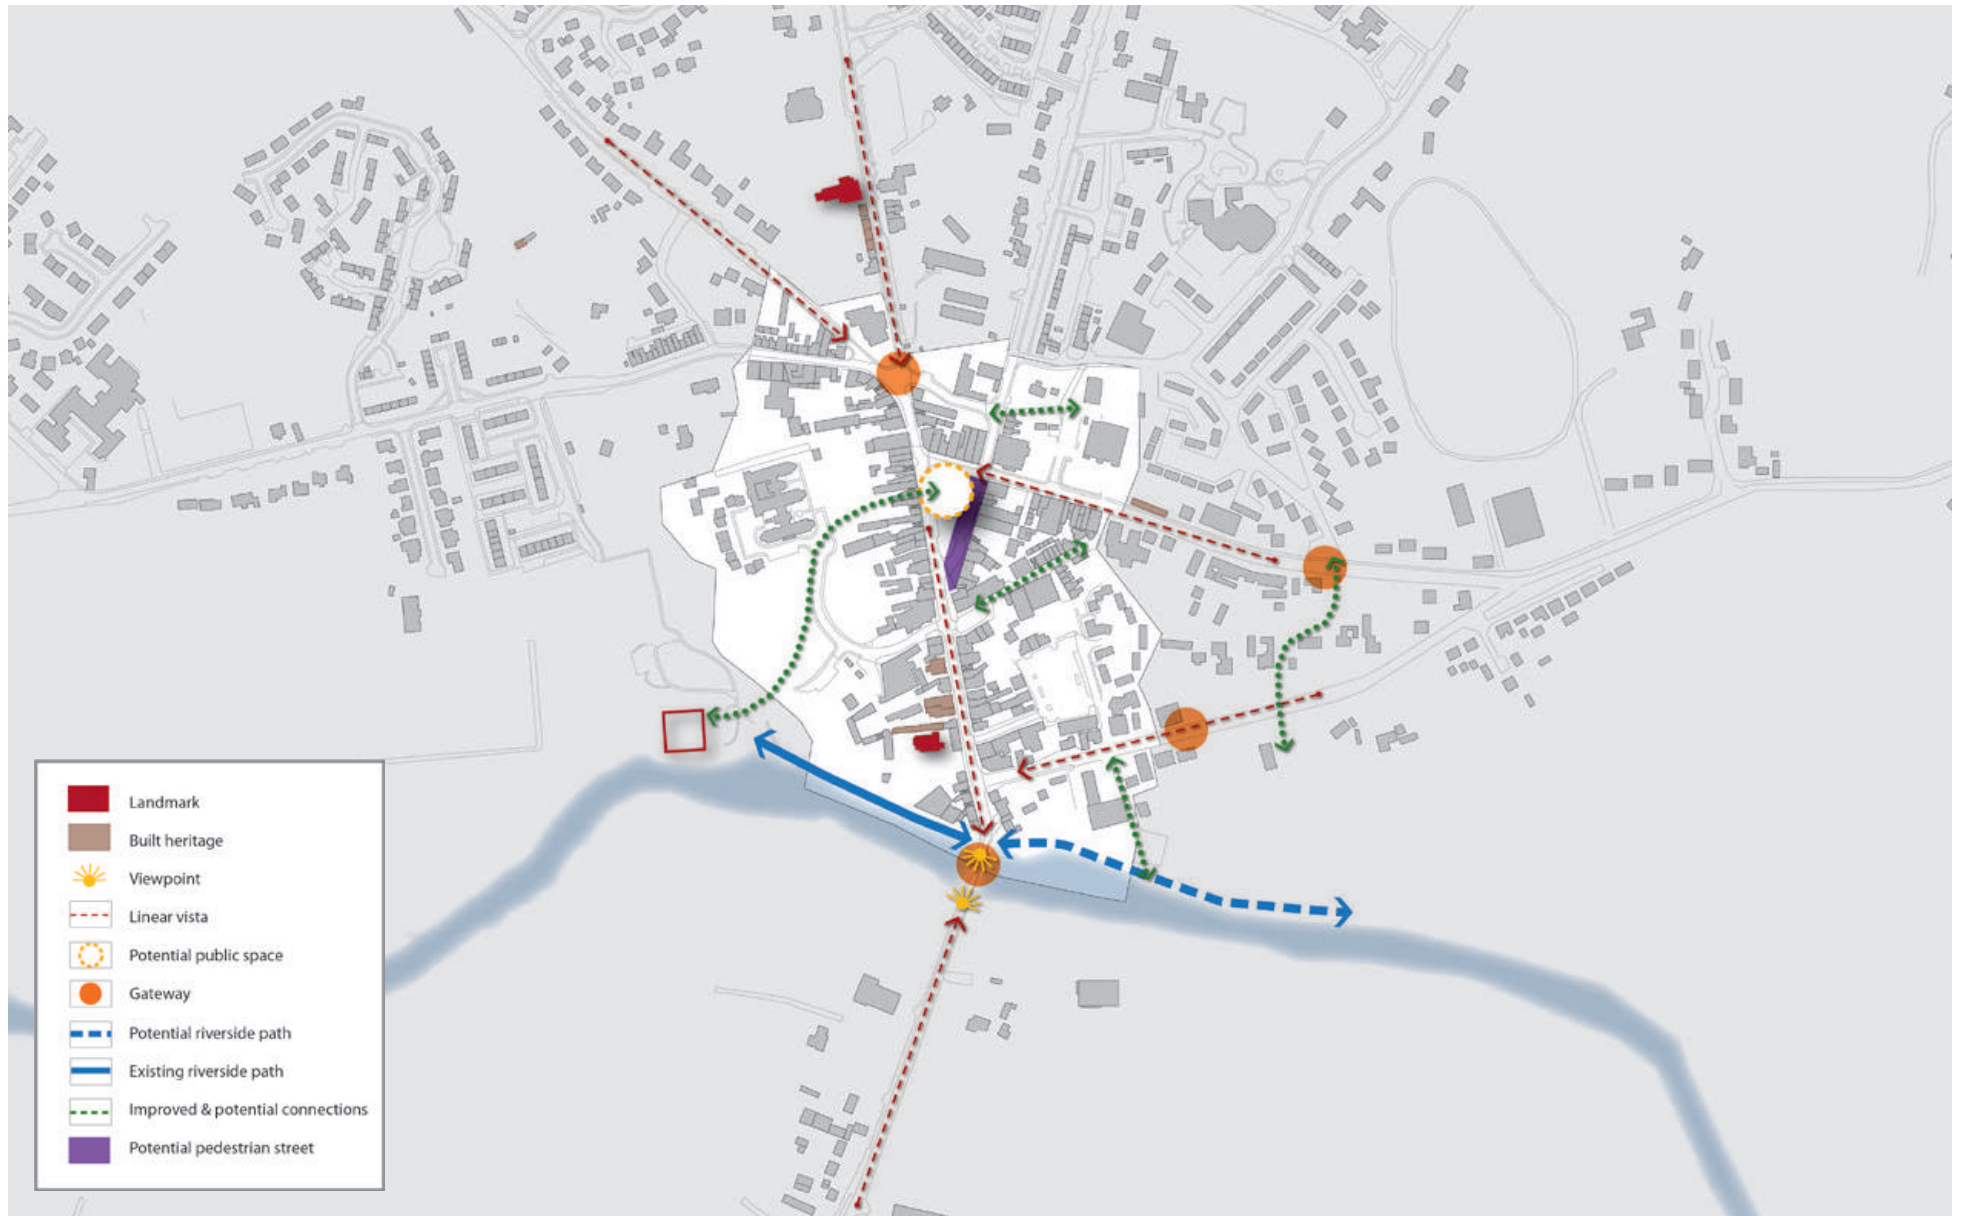 Landmark
Built heritage
Viewpoint
Linear vista
Potential public space
Gateway
Potential riverside path
Existing riverside path
Improved & potential connections
Potential pedestrian street